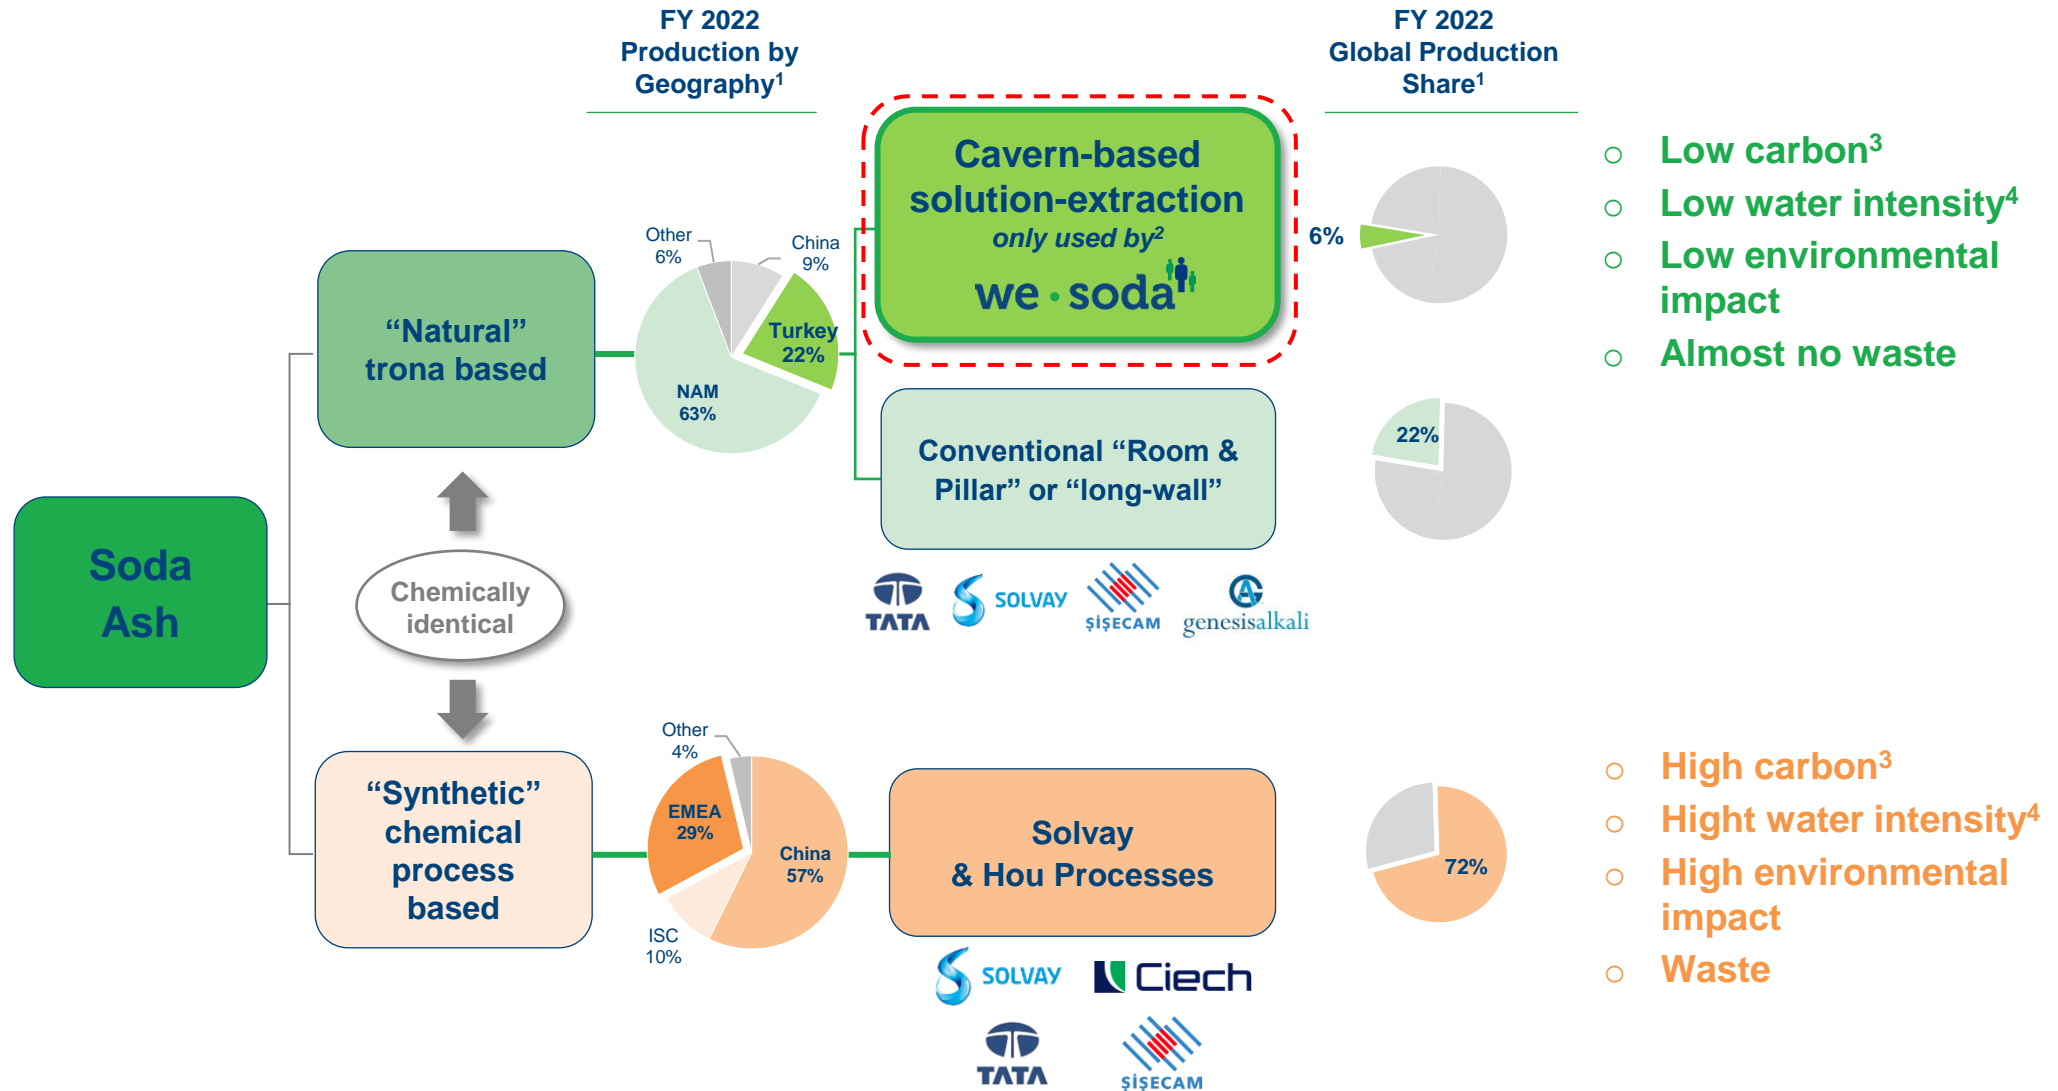 FY 2022
Production by
Geography1
FY 2022
Global Production
Share1
Cavern-based
solution-extraction
only used by2
we·soda
6%
Low carbon3
Low water intensity4
Low environmental
impact
Almost no waste
“Natural”
trona based
Other
6%
China
9%
Turkey
22%
NAM
63%
Conventional “Room &
Pillar” or “long-wall”
22%
TATA
SOLVAY
ŞİŞECAM
GA
genesisalkali
Soda
Ash
Chemically
identical
“Synthetic”
chemical
process
based
Other
4%
EMEA
29%
China
57%
ISC
10%
Solvay
& Hou Processes
72%
High carbon3
Hight water intensity4
High environmental
impact
Waste
SOLVAY
Ciech
TATA
ŞİŞECAM